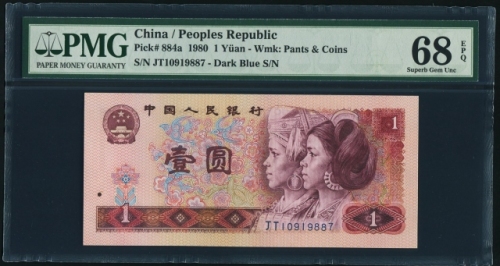 PMG
PAPER MONEY GUARANTY
China / Peoples Republic
Pick# 884a 1980 1 Yüan - Wmk: Pants & Coins
S/N JT10919887 - Dark Blue S/N
68 EPQ
Superb Gem Unc
中国人民银行
壹圆
1
1
1
JT10919887